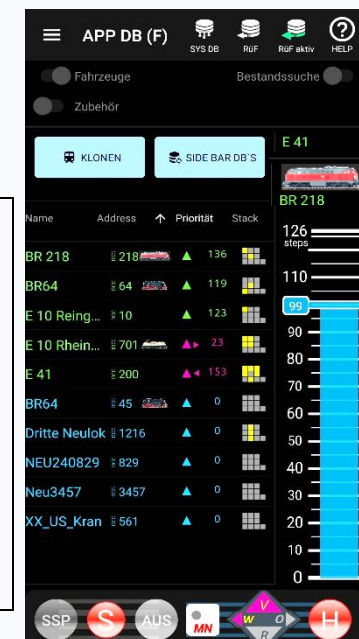 APP DB (F)
SYS DB
RüF
RüF aktiv
HELP
Fahrzeuge
Bestandssuche
Zubehör
KLONEN
SIDE BAR DB`S
E 41
BR 218
Name Address Priorität Stack
BR 218 218 136
BR64 64 119
E 10 Reing... 10 123
E 10 Rhein... 701 23
E 41 200 153
BR64 45 0
Dritte Neulok 1216 0
NEU240829 829 0
Neu3457 3457 0
XX_US_Kran 561 0
126
steps
110
99
90
80
70
60
50
40
30
20
10
0
SSP
S
AUS
MN
V
W
O
R
H